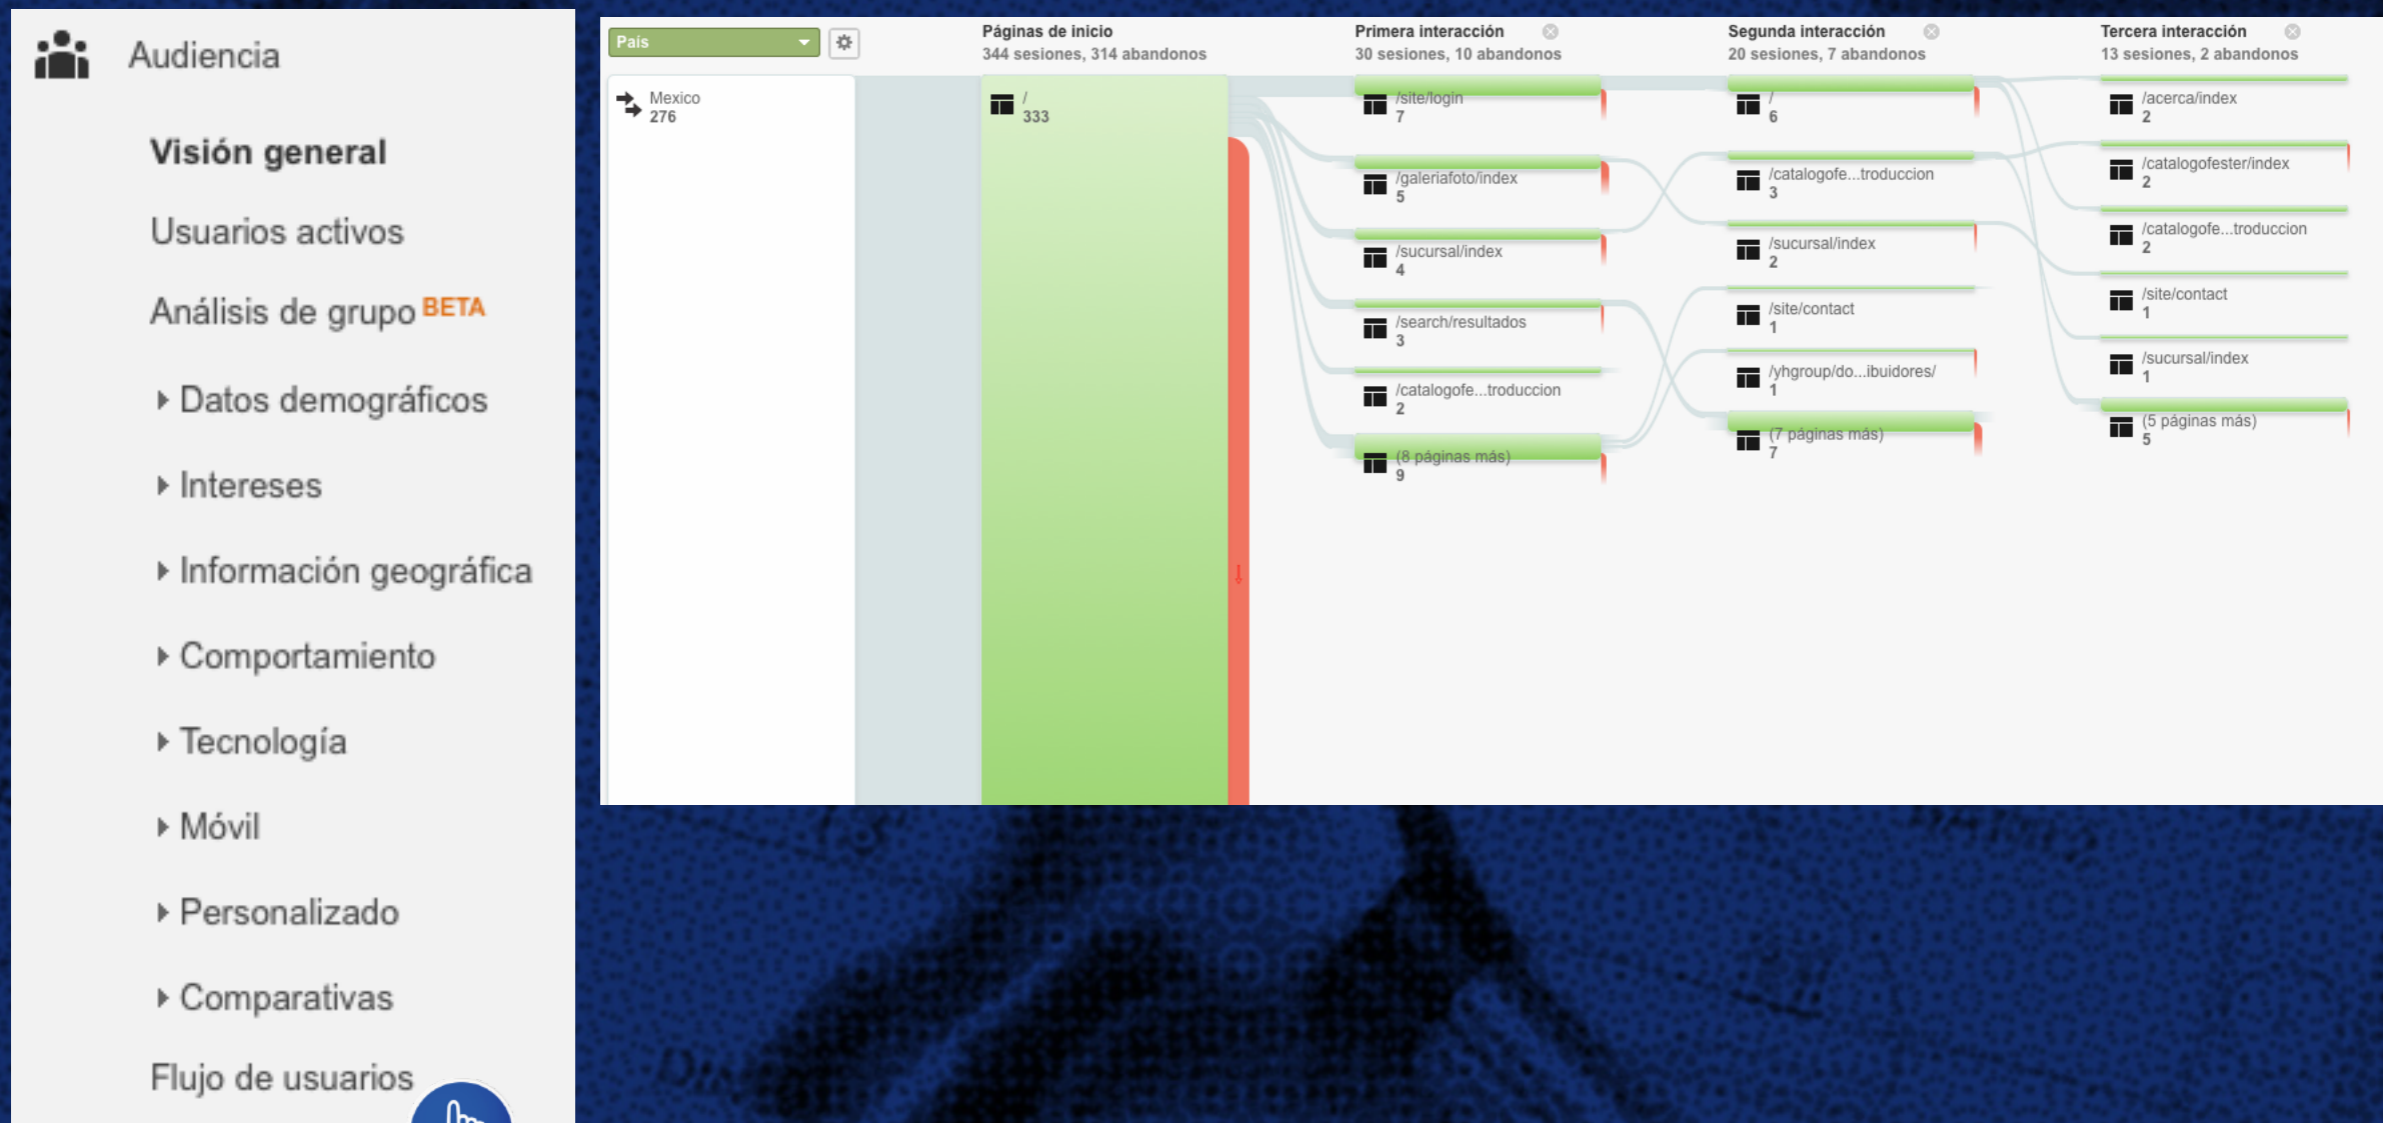 Audiencia
Visión general
Usuarios activos
Análisis de grupo BETA
Datos demográficos
Intereses
Información geográfica
Comportamiento
Tecnología
Móvil
Personalizado
Comparativas
Flujo de usuarios
País
Mexico
276
Páginas de inicio
344 sesiones, 314 abandonos
/
333
Primera interacción
30 sesiones, 10 abandonos
/site/login
7
/galeriafoto/index
5
/sucursal/index
4
/search/resultados
3
/catalogofe...troduccion
2
(8 páginas más)
9
Segunda interacción
20 sesiones, 7 abandonos
/
6
/catalogofe...troduccion
3
/sucursal/index
2
/site/contact
1
/yhgroup/do...ibuidores/
1
(7 páginas más)
7
Tercera interacción
13 sesiones, 2 abandonos
/acerca/index
2
/catalogofester/index
2
/catalogofe...troduccion
2
/site/contact
1
/sucursal/index
1
(5 páginas más)
5